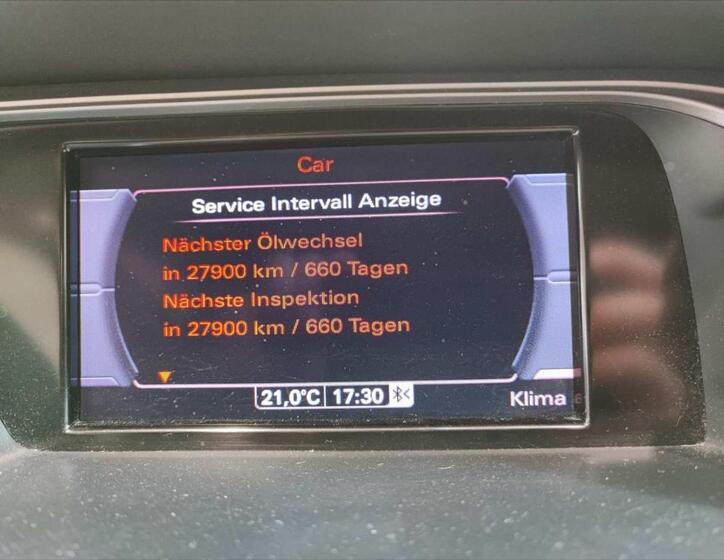 Car
Service Intervall Anzeige
Nächster Ölwechsel
in 27900 km / 660 Tagen
Nächste Inspektion
in 27900 km / 660 Tagen
21,0°C 17:30
Klima